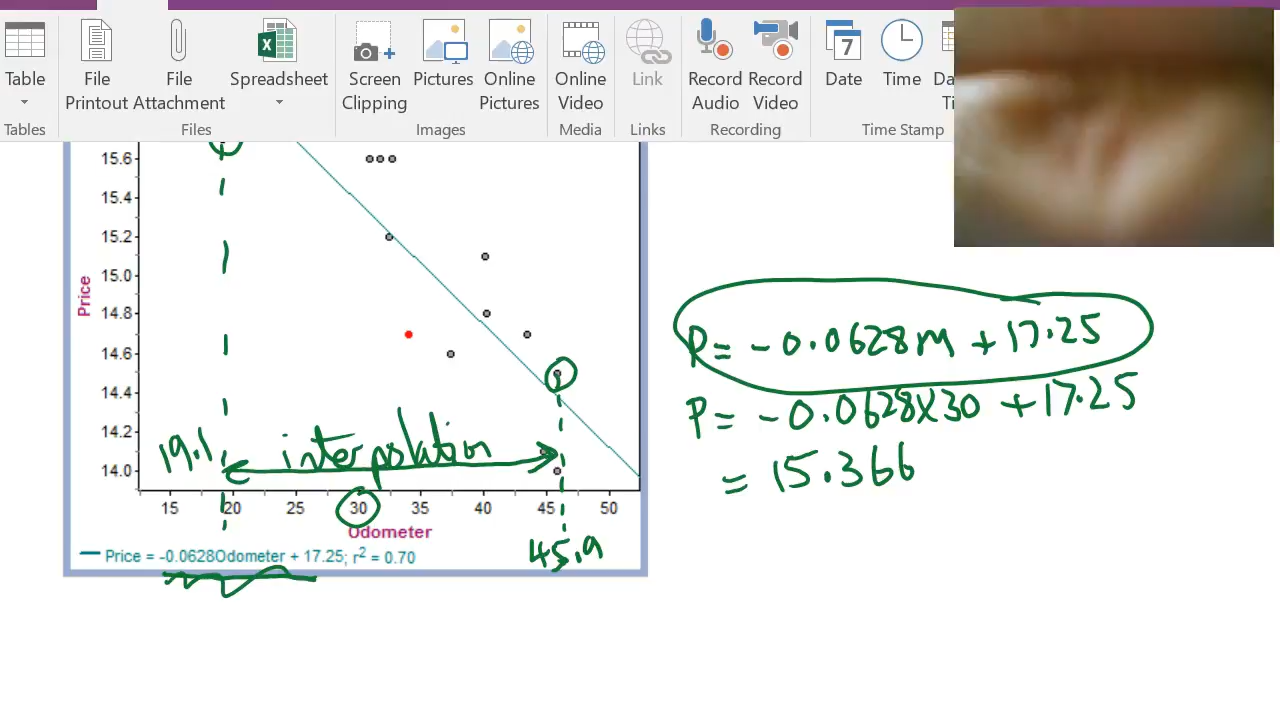 Table
File Printout
File Attachment
Spreadsheet
Screen Clipping
Pictures
Online Pictures
Online Video
Link
Record Audio
Record Video
Date
Time
Da
Ti
Tables
Files
Images
Media
Links
Recording
Time Stamp
15.6
15.4
15.2
15.0
14.8
14.6
14.4
14.2
14.0
Price
15 20 25 30 35 40 45 50
Odometer
Price = -0.0628Odometer + 17.25; r² = 0.70
19.1
interpolation
45.9
P = -0.0628m + 17.25
P = -0.0628x30 + 17.25
= 15.366
7